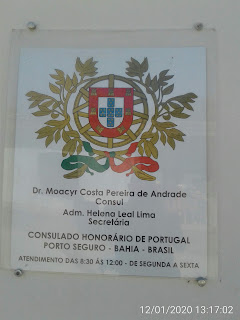 Dr. Moacyr Costa Pereira de Andrade
Consul
Adm. Helena Leal Lima
Secretária
CONSULADO HONORÁRIO DE PORTUGAL
PORTO SEGURO - BAHIA - BRASIL
ATENDIMENTO DAS 8:30 ÁS 12:00 - DE SEGUNDA A SEXTA
12/01/2020 13:17:02